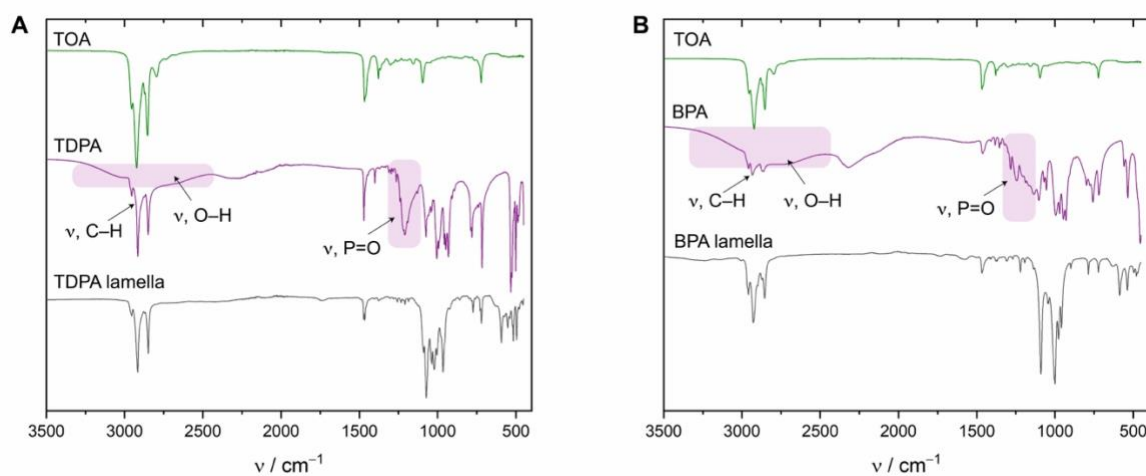 A
TOA
TDPA
ν, C–H
ν, O–H
ν, P=O
TDPA lamella
3500 3000 2500 2000 1500 1000 500
ν / cm⁻¹
B
TOA
BPA
ν, C–H
ν, O–H
ν, P=O
BPA lamella
3500 3000 2500 2000 1500 1000 500
ν / cm⁻¹